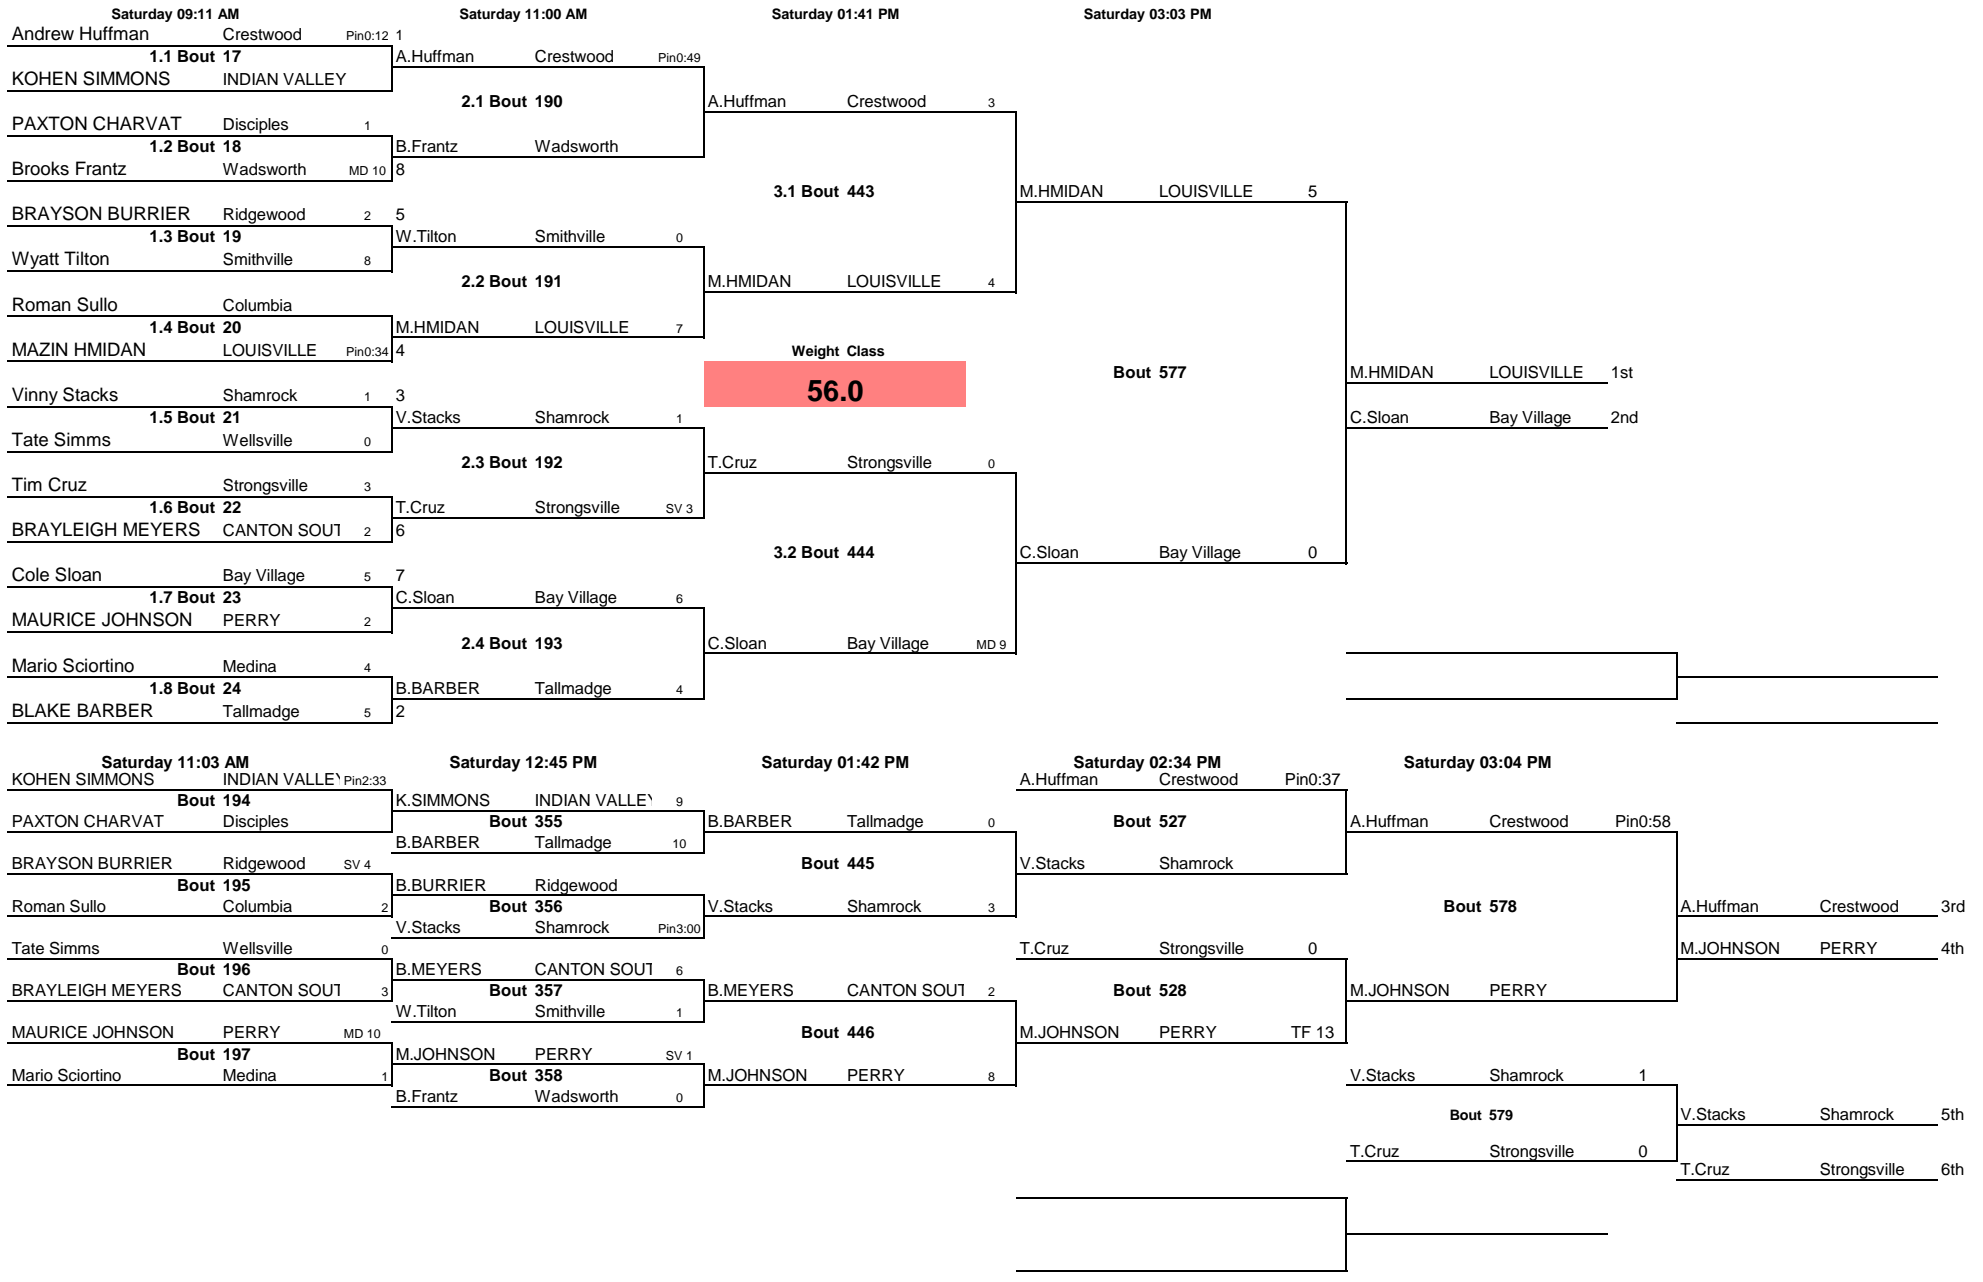 Saturday 09:11 AM Saturday 11:00 AM Saturday 01:41 PM Saturday 03:03 PM
Andrew Huffman Crestwood Pin0:12 1
1.1 Bout 17 A.Huffman Crestwood Pin0:49
KOHEN SIMMONS INDIAN VALLEY
2.1 Bout 190 A.Huffman Crestwood 3
PAXTON CHARVAT Disciples 1
1.2 Bout 18 B.Frantz Wadsworth
Brooks Frantz Wadsworth MD 10 8
3.1 Bout 443 M.HMIDAN LOUISVILLE 5
BRAYSON BURRIER Ridgewood 2 5
1.3 Bout 19 W.Tilton Smithville 0
Wyatt Tilton Smithville 8
2.2 Bout 191 M.HMIDAN LOUISVILLE 4
Roman Sullo Columbia
1.4 Bout 20 M.HMIDAN LOUISVILLE 7
MAZIN HMIDAN LOUISVILLE Pin0:34 4 Weight Class
Bout 577 M.HMIDAN LOUISVILLE 1st
Vinny Stacks Shamrock 1 3 56.0
1.5 Bout 21 V.Stacks Shamrock 1 C.Sloan Bay Village 2nd
Tate Simms Wellsville 0
2.3 Bout 192 T.Cruz Strongsville 0
Tim Cruz Strongsville 3
1.6 Bout 22 T.Cruz Strongsville SV 3
BRAYLEIGH MEYERS CANTON SOUT 2 6
3.2 Bout 444 C.Sloan Bay Village 0
Cole Sloan Bay Village 5 7
1.7 Bout 23 C.Sloan Bay Village 6
MAURICE JOHNSON PERRY 2
2.4 Bout 193 C.Sloan Bay Village MD 9
Mario Sciortino Medina 4
1.8 Bout 24 B.BARBER Tallmadge 4
BLAKE BARBER Tallmadge 5 2
Saturday 11:03 AM Saturday 12:45 PM Saturday 01:42 PM Saturday 02:34 PM Saturday 03:04 PM
KOHEN SIMMONS INDIAN VALLEY Pin2:33 A.Huffman Crestwood Pin0:37
Bout 194 K.SIMMONS INDIAN VALLEY 9
PAXTON CHARVAT Disciples Bout 355 B.BARBER Tallmadge 0 Bout 527 A.Huffman Crestwood Pin0:58
B.BARBER Tallmadge 10
BRAYSON BURRIER Ridgewood SV 4 Bout 445 V.Stacks Shamrock
Bout 195 B.BURRIER Ridgewood
Roman Sullo Columbia 2 Bout 356 V.Stacks Shamrock 3 Bout 578 A.Huffman Crestwood 3rd
V.Stacks Shamrock Pin3:00
Tate Simms Wellsville 0 T.Cruz Strongsville 0 M.JOHNSON PERRY 4th
Bout 196 B.MEYERS CANTON SOUT 6
BRAYLEIGH MEYERS CANTON SOUT 3 Bout 357 B.MEYERS CANTON SOUT 2 Bout 528 M.JOHNSON PERRY
W.Tilton Smithville 1
MAURICE JOHNSON PERRY MD 10 Bout 446 M.JOHNSON PERRY TF 13
Bout 197 M.JOHNSON PERRY SV 1
Mario Sciortino Medina 1 Bout 358 M.JOHNSON PERRY 8 V.Stacks Shamrock 1
B.Frantz Wadsworth 0
Bout 579 V.Stacks Shamrock 5th
T.Cruz Strongsville 0
T.Cruz Strongsville 6th